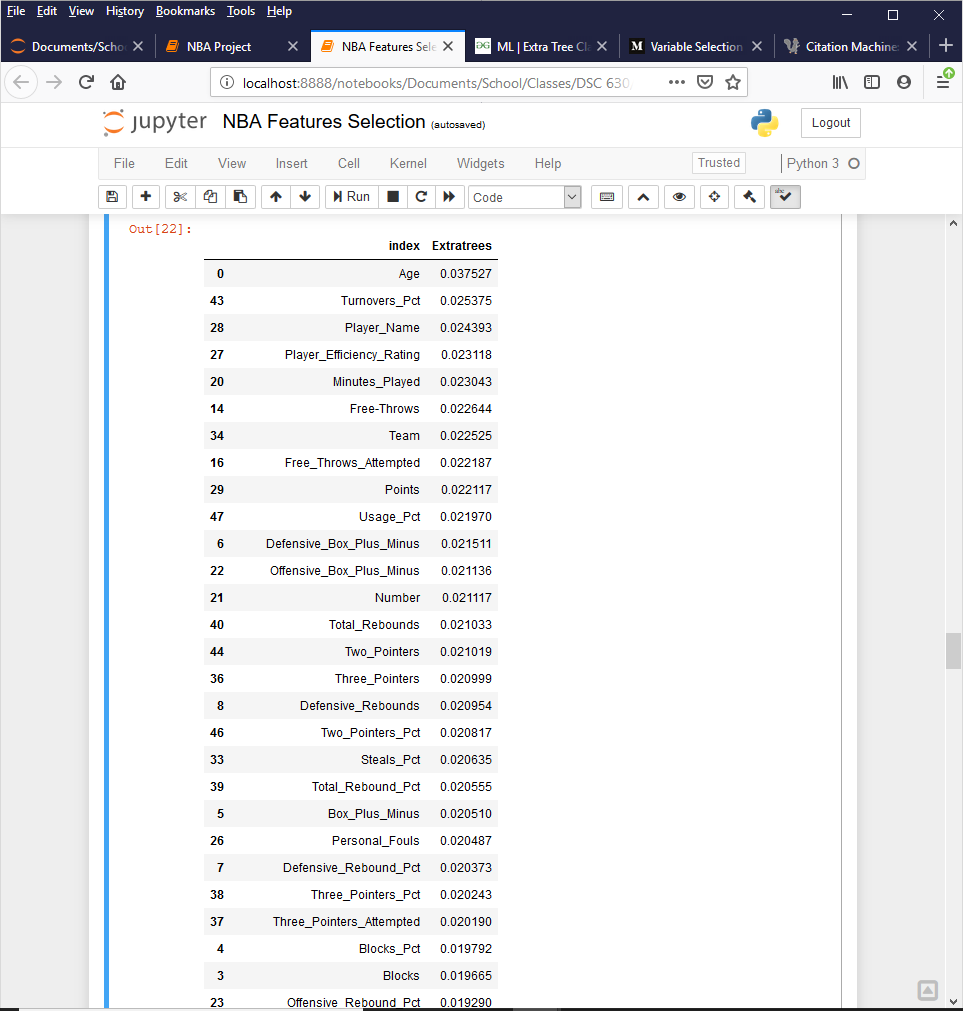 File Edit View History Bookmarks Tools Help
Documents/Scho NBA Project NBA Features Sele ML | Extra Tree Cl Variable Selection Citation Machine
localhost:8888/notebooks/Documents/School/Classes/DSC 630
jupyter NBA Features Selection (autosaved) Logout
File Edit View Insert Cell Kernel Widgets Help Trusted Python 3
Run Code
Out[22]:
index Extratrees
0 Age 0.037527
43 Turnovers_Pct 0.025375
28 Player_Name 0.024393
27 Player_Efficiency_Rating 0.023118
20 Minutes_Played 0.023043
14 Free-Throws 0.022644
34 Team 0.022525
16 Free_Throws_Attempted 0.022187
29 Points 0.022117
47 Usage_Pct 0.021970
6 Defensive_Box_Plus_Minus 0.021511
22 Offensive_Box_Plus_Minus 0.021136
21 Number 0.021117
40 Total_Rebounds 0.021033
44 Two_Pointers 0.021019
36 Three_Pointers 0.020999
8 Defensive_Rebounds 0.020954
46 Two_Pointers_Pct 0.020817
33 Steals_Pct 0.020635
39 Total_Rebound_Pct 0.020555
5 Box_Plus_Minus 0.020510
26 Personal_Fouls 0.020487
7 Defensive_Rebound_Pct 0.020373
38 Three_Pointers_Pct 0.020243
37 Three_Pointers_Attempted 0.020190
4 Blocks_Pct 0.019792
3 Blocks 0.019665
23 Offensive_Rebound_Pct 0.019290